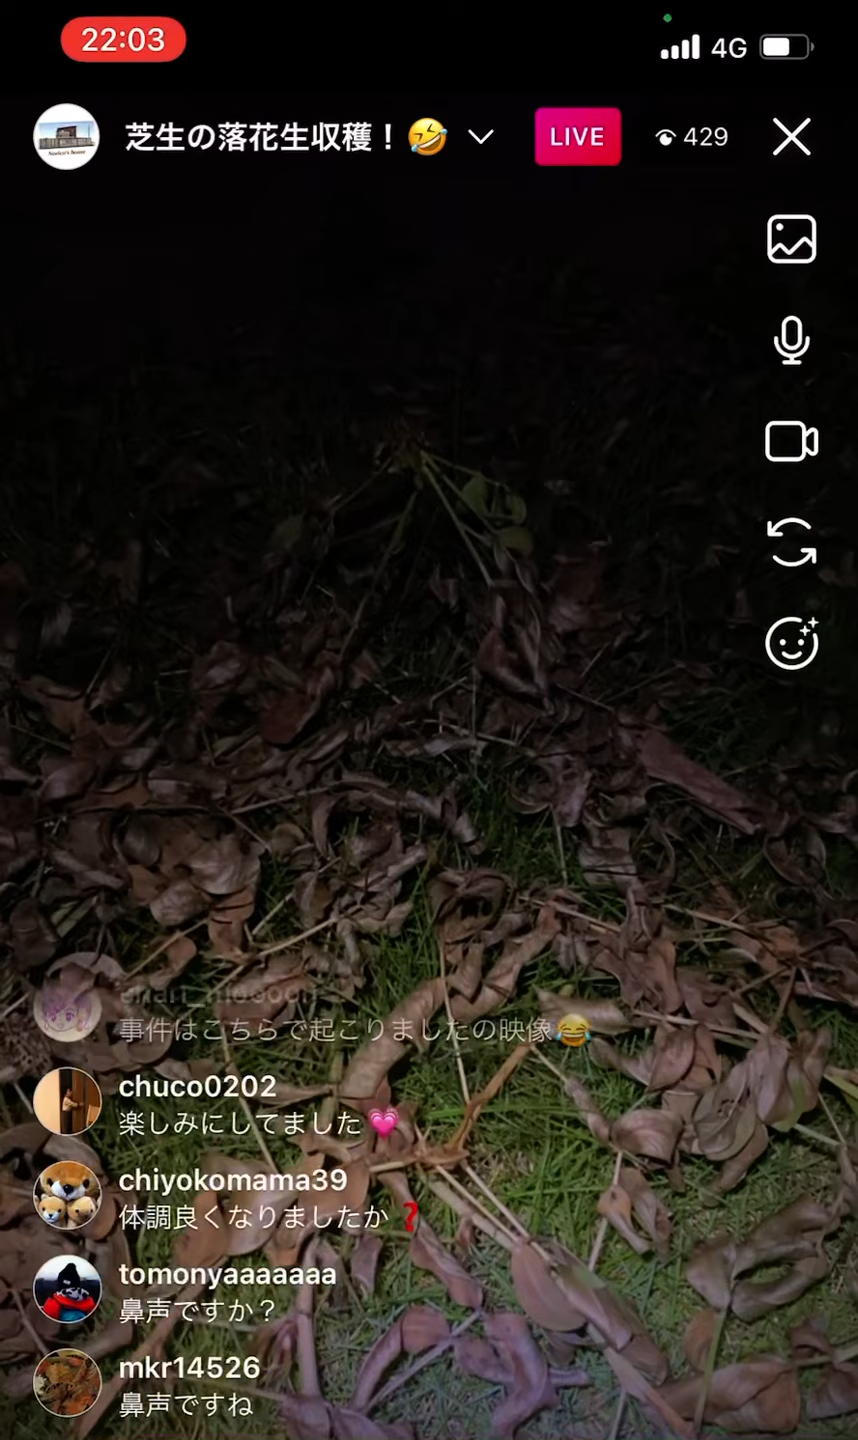 22:03
4G
芝生の落花生収穫！🤣
LIVE
429
事件はこちらで起こりましたの映像😂
chuco0202
楽しみにしてました💗
chiyokomama39
体調良くなりましたか❓
tomonyaaaaaaa
鼻声ですか？
mkr14526
鼻声ですね